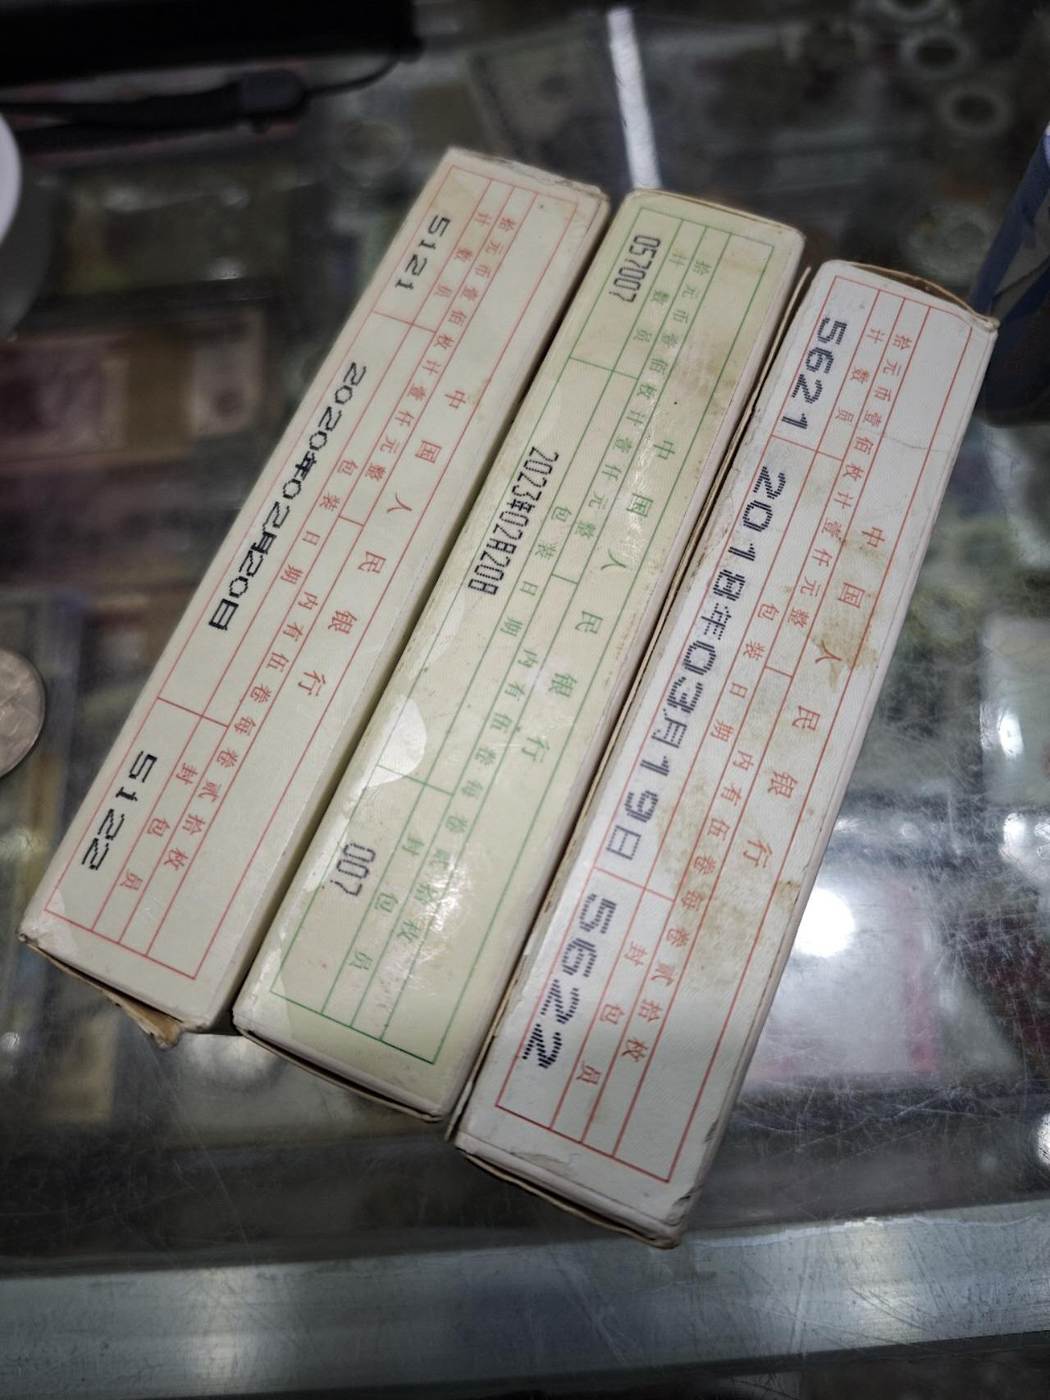 中国人民银行
拾元币壹佰枚计壹仟元整 内有伍卷每卷贰拾枚
计数员 包装日期 封包员
5121 2020年02月20日 5122
中国人民银行
拾元币壹佰枚计壹仟元整 内有伍卷每卷贰拾枚
计数员 包装日期 封包员
057007 2023年02月20日 007
中国人民银行
拾元币壹佰枚计壹仟元整 内有伍卷每卷贰拾枚
计数员 包装日期 封包员
5621 2018年03月19日 5622